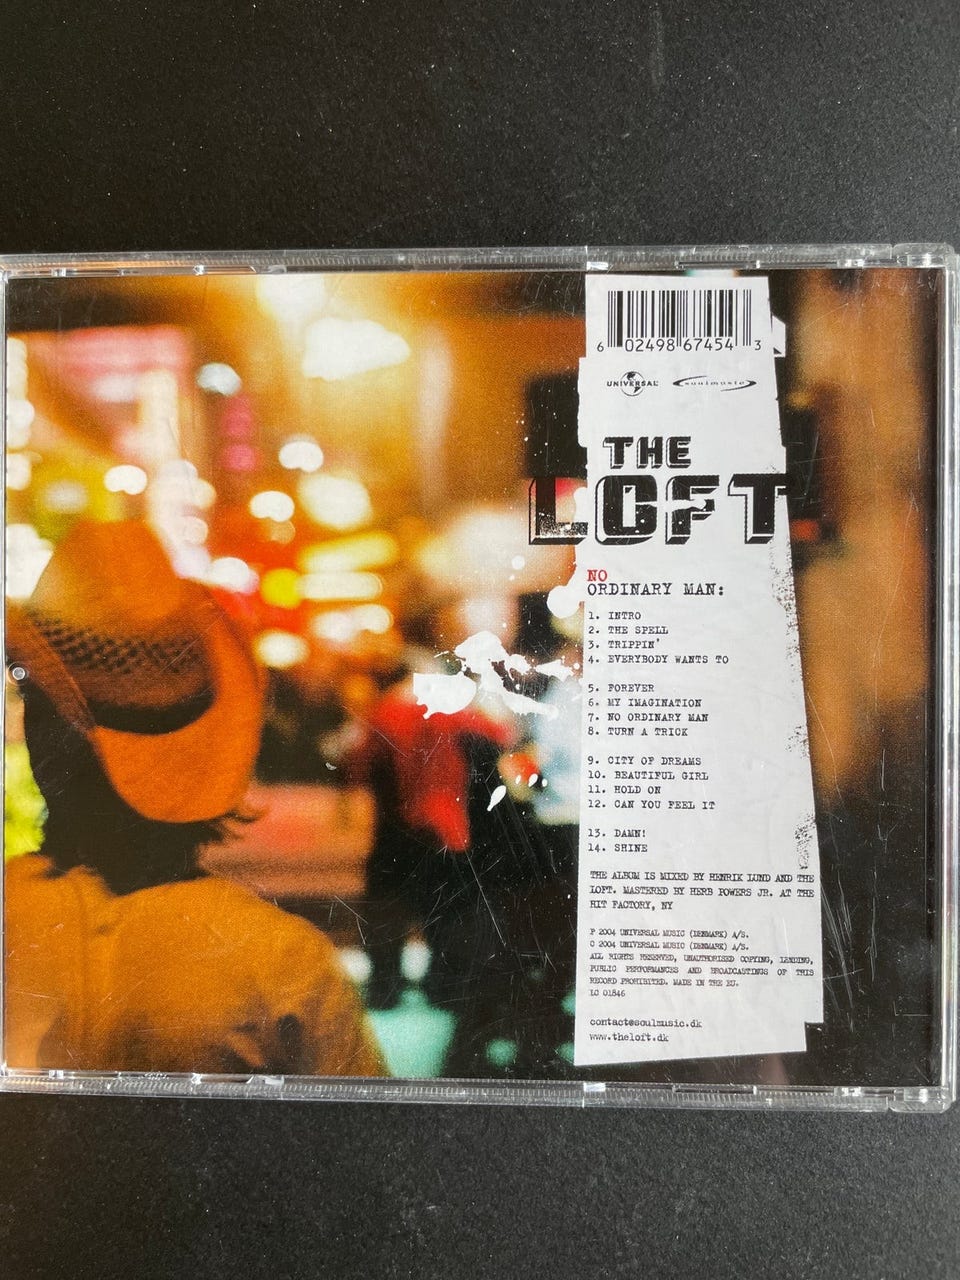 6 02498 67454 3
UNIVERSAL soulmusic
THE
LOFT
NO
ORDINARY MAN:
1. INTRO
2. THE SPELL
3. TRIPPIN'
4. EVERYBODY WANTS TO
5. FOREVER
6. MY IMAGINATION
7. NO ORDINARY MAN
8. TURN A TRICK
9. CITY OF DREAMS
10. BEAUTIFUL GIRL
11. HOLD ON
12. CAN YOU FEEL IT
13. DAMN!
14. SHINE
THE ALBUM IS MIXED BY HENRIK LUND AND THE
LOFT. MASTERED BY HERB POWERS JR. AT THE
HIT FACTORY, NY
P 2004 UNIVERSAL MUSIC (DENMARK) A/S.
C 2004 UNIVERSAL MUSIC (DENMARK) A/S.
ALL RIGHTS RESERVED, UNAUTHORISED COPYING, LENDING,
PUBLIC PERFORMANCES AND BROADCASTINGS OF THIS
RECORD PROHIBITED. MADE IN THE EU.
LC 01846
contact@soulmusic.dk
www.theloft.dk